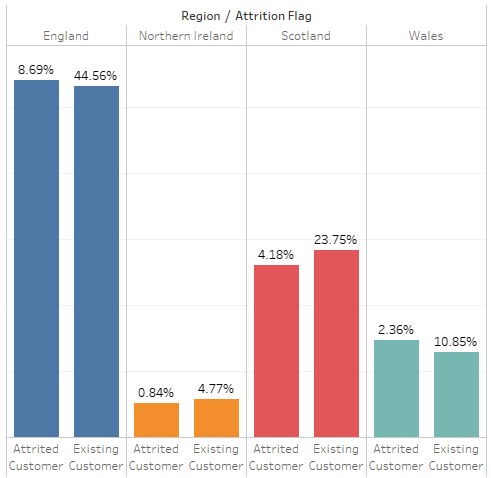 Region / Attrition Flag
England Northern Ireland Scotland Wales
8.69% 44.56% 0.84% 4.77% 4.18% 23.75% 2.36% 10.85%
Attrited Existing Attrited Existing Attrited Existing Attrited Existing
Customer Customer Customer Customer Customer Customer Customer Customer